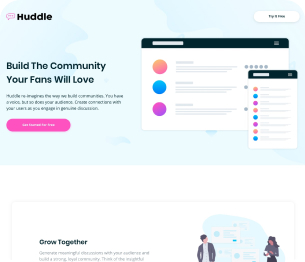 Huddle
Try It Free
Build The Community
Your Fans Will Love
Huddle re-imagines the way we build communities. You have
a voice, but so does your audience. Create connections with
your users as you engage in genuine discussion.
Get Started For Free
Grow Together
Generate meaningful discussions with your audience and
build a strong, loyal community. Think of the insightful